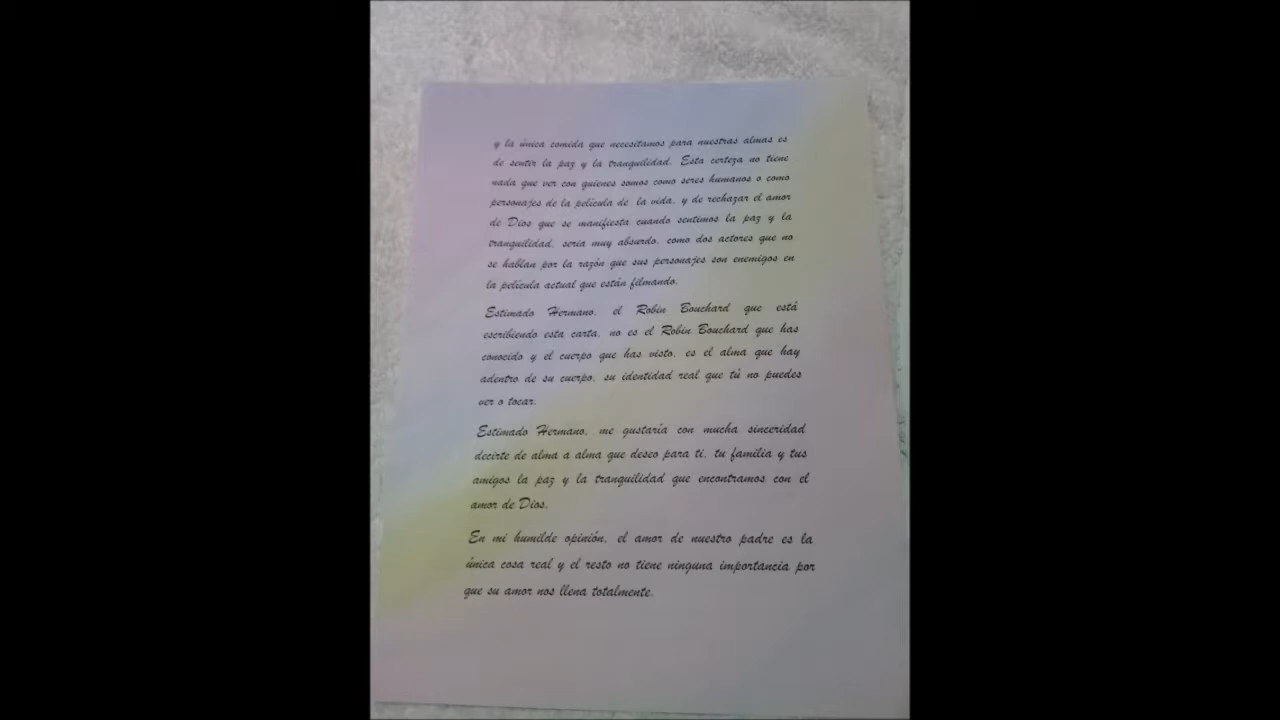 y la única comida que necesitamos para nuestras almas es
de sentir la paz y la tranquilidad. Esta certeza no tiene
nada que ver con quienes somos como seres humanos o como
personajes de la película de la vida, y de rechazar el amor
de Dios que se manifiesta cuando sentimos la paz y la
tranquilidad, seria muy absurdo, como dos actores que no
se hablan por la razón que sus personajes son enemigos en
la película actual que están filmando.
Estimado Hermano, el Robin Bouchard que está
escribiendo esta carta, no es el Robin Bouchard que has
conocido y el cuerpo que has visto, es el alma que hay
adentro de su cuerpo, su identidad real que tú no puedes
ver o tocar.
Estimado Hermano, me gustaría con mucha sinceridad
decirte de alma a alma que deseo para ti, tu familia y tus
amigos la paz y la tranquilidad que encontramos con el
amor de Dios.
En mi humilde opinión, el amor de nuestro padre es la
única cosa real y el resto no tiene ninguna importancia por
que su amor nos llena totalmente.